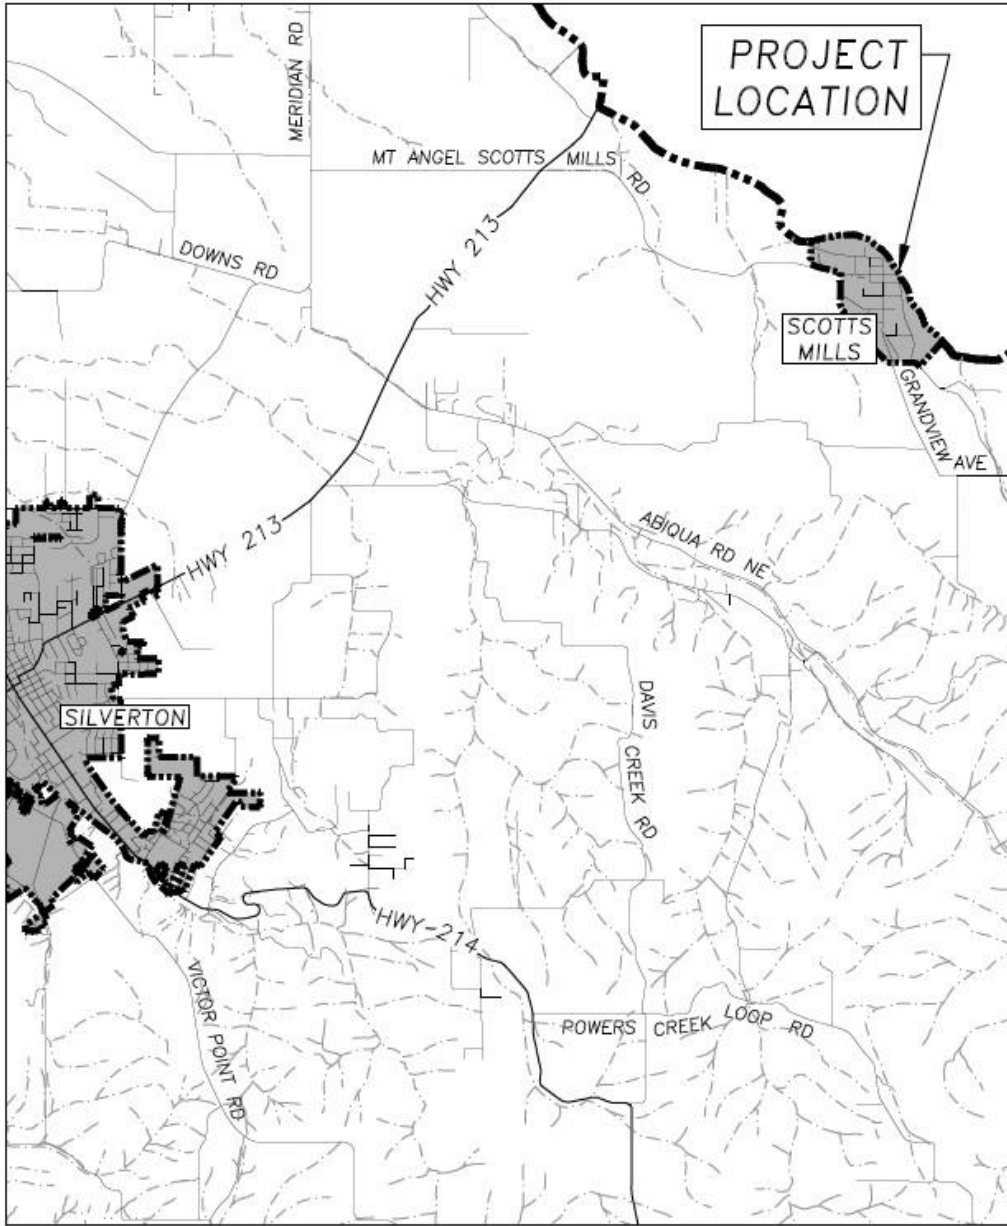 PROJECT
LOCATION
MERIDIAN RD
MT ANGEL SCOTTS MILLS RD
DOWNS RD
HWY 213
SCOTTS
MILLS
GRANDVIEW AVE
HWY 213
ABIQUA RD NE
SILVERTON
DAVIS CREEK RD
HWY-214
VICTOR POINT RD
POWERS CREEK LOOP RD